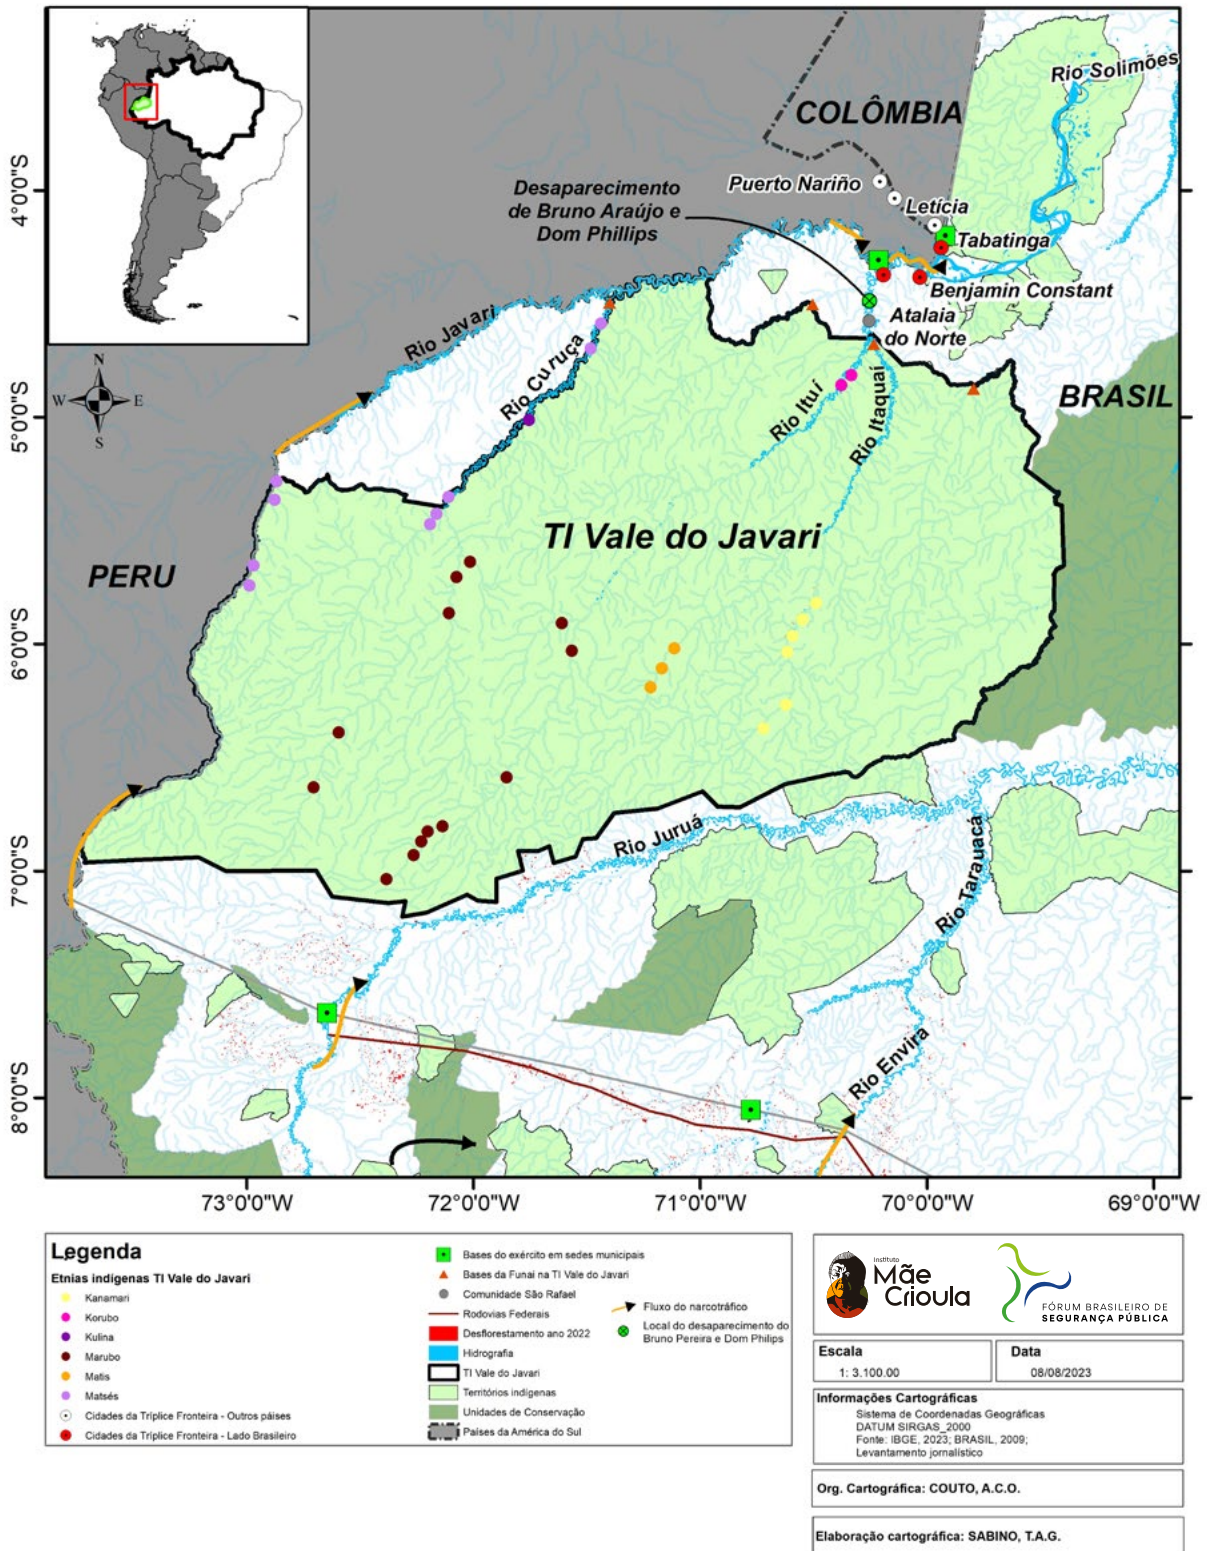 COLÔMBIA
Rio Solimões
Puerto Nariño
Letícia
Desaparecimento
de Bruno Araújo e
Dom Phillips
Tabatinga
Benjamin Constant
Atalaia
do Norte
Rio Javari
Rio Curuça
Rio Ituí
Rio Itaquaí
BRASIL
N
W
E
S
TI Vale do Javari
PERU
Rio Juruá
Rio Tarauacá
Rio Envira
4°0'0"S
5°0'0"S
6°0'0"S
7°0'0"S
8°0'0"S
73°0'0"W
72°0'0"W
71°0'0"W
70°0'0"W
69°0'0"W
Legenda
Etnias indígenas TI Vale do Javari
Kanamari
Korubo
Kulina
Marubo
Matis
Matsés
Cidades da Tríplice Fronteira - Outros páises
Cidades da Tríplice Fronteira - Lado Brasileiro
Bases do exército em sedes municipais
Bases da Funai na TI Vale do Javari
Comunidade São Rafael
Rodovias Federais
Desflorestamento ano 2022
Hidrografia
TI Vale do Javari
Territórios indígenas
Unidades de Conservação
Países da América do Sul
Fluxo do narcotráfico
Local do desaparecimento do
Bruno Pereira e Dom Philips
Instituto
Mãe
Crioula
FÓRUM BRASILEIRO DE
SEGURANÇA PÚBLICA
Escala
1: 3.100.00
Data
08/08/2023
Informações Cartográficas
Sistema de Coordenadas Geográficas
DATUM SIRGAS_2000
Fonte: IBGE, 2023; BRASIL, 2009;
Levantamento jornalístico
Org. Cartográfica: COUTO, A.C.O.
Elaboração cartográfica: SABINO, T.A.G.